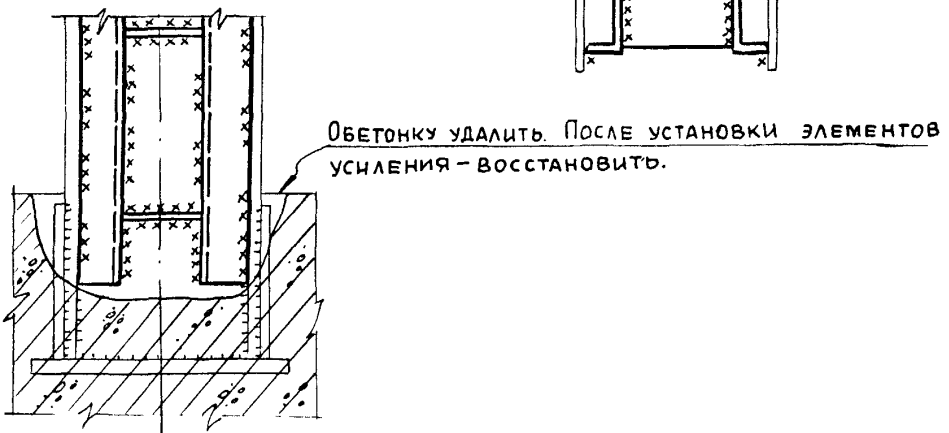 Обетонку удалить. После установки элементов
усиления – восстановить.